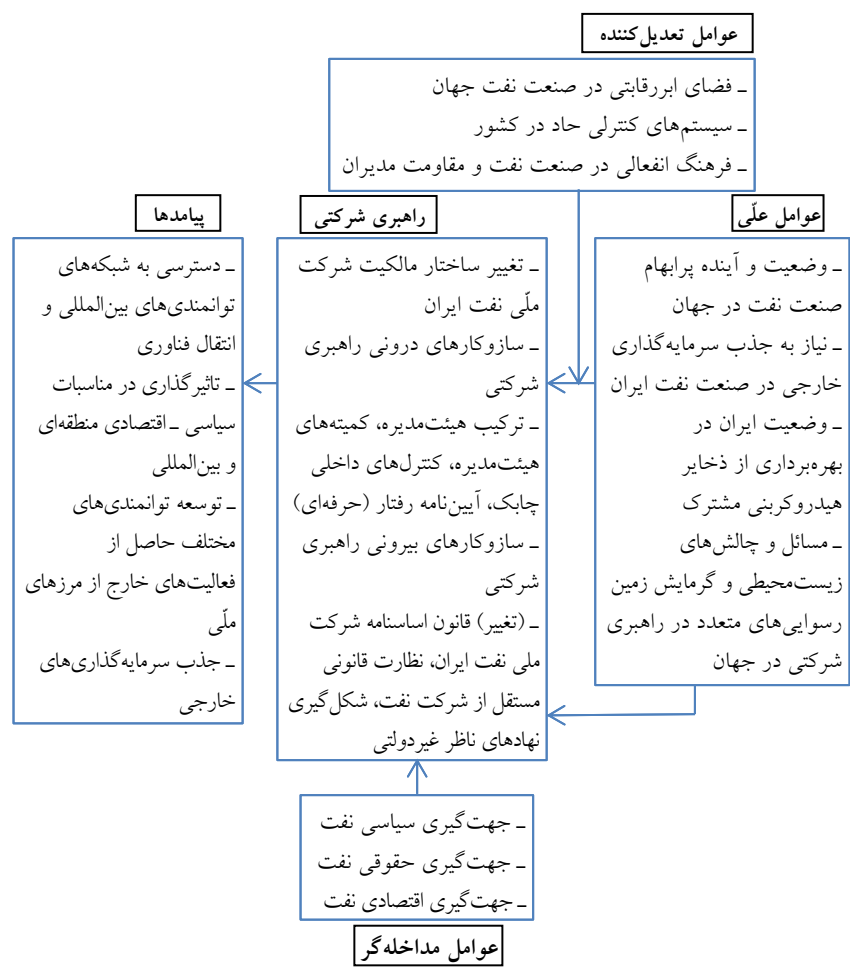 عوامل تعدیل‌کننده
ـ فضای ابررقابتی در صنعت نفت جهان
ـ سیستم‌های کنترلی حاد در کشور
ـ فرهنگ انفعالی در صنعت نفت و مقاومت مدیران
عوامل علّی
ـ وضعیت و آینده پرابهام
صنعت نفت در جهان
ـ نیاز به جذب سرمایه‌گذاری
خارجی در صنعت نفت ایران
ـ وضعیت ایران در
بهره‌برداری از ذخایر
هیدروکربنی مشترک
ـ مسائل و چالش‌های
زیست‌محیطی و گرمایش زمین
رسوایی‌های متعدد در راهبری
شرکتی در جهان
راهبری شرکتی
ـ تغییر ساختار مالکیت شرکت
ملّی نفت ایران
ـ سازوکارهای درونی راهبری
شرکتی
ـ ترکیب هیئت‌مدیره، کمیته‌های
هیئت‌مدیره، کنترل‌های داخلی
چابک، آیین‌نامه رفتار (حرفه‌ای)
ـ سازوکارهای بیرونی راهبری
شرکتی
ـ (تغییر) قانون اساسنامه شرکت
ملی نفت ایران، نظارت قانونی
مستقل از شرکت نفت، شکل‌گیری
نهادهای ناظر غیردولتی
پیامدها
ـ دسترسی به شبکه‌های
توانمندی‌های بین‌المللی و
انتقال فناوری
ـ تاثیرگذاری در مناسبات
سیاسی ـ اقتصادی منطقه‌ای
و بین‌المللی
ـ توسعه توانمندی‌های
مختلف حاصل از
فعالیت‌های خارج از مرزهای
ملّی
ـ جذب سرمایه‌گذاری‌های
خارجی
ـ جهت‌گیری سیاسی نفت
ـ جهت‌گیری حقوقی نفت
ـ جهت‌گیری اقتصادی نفت
عوامل مداخله‌گر